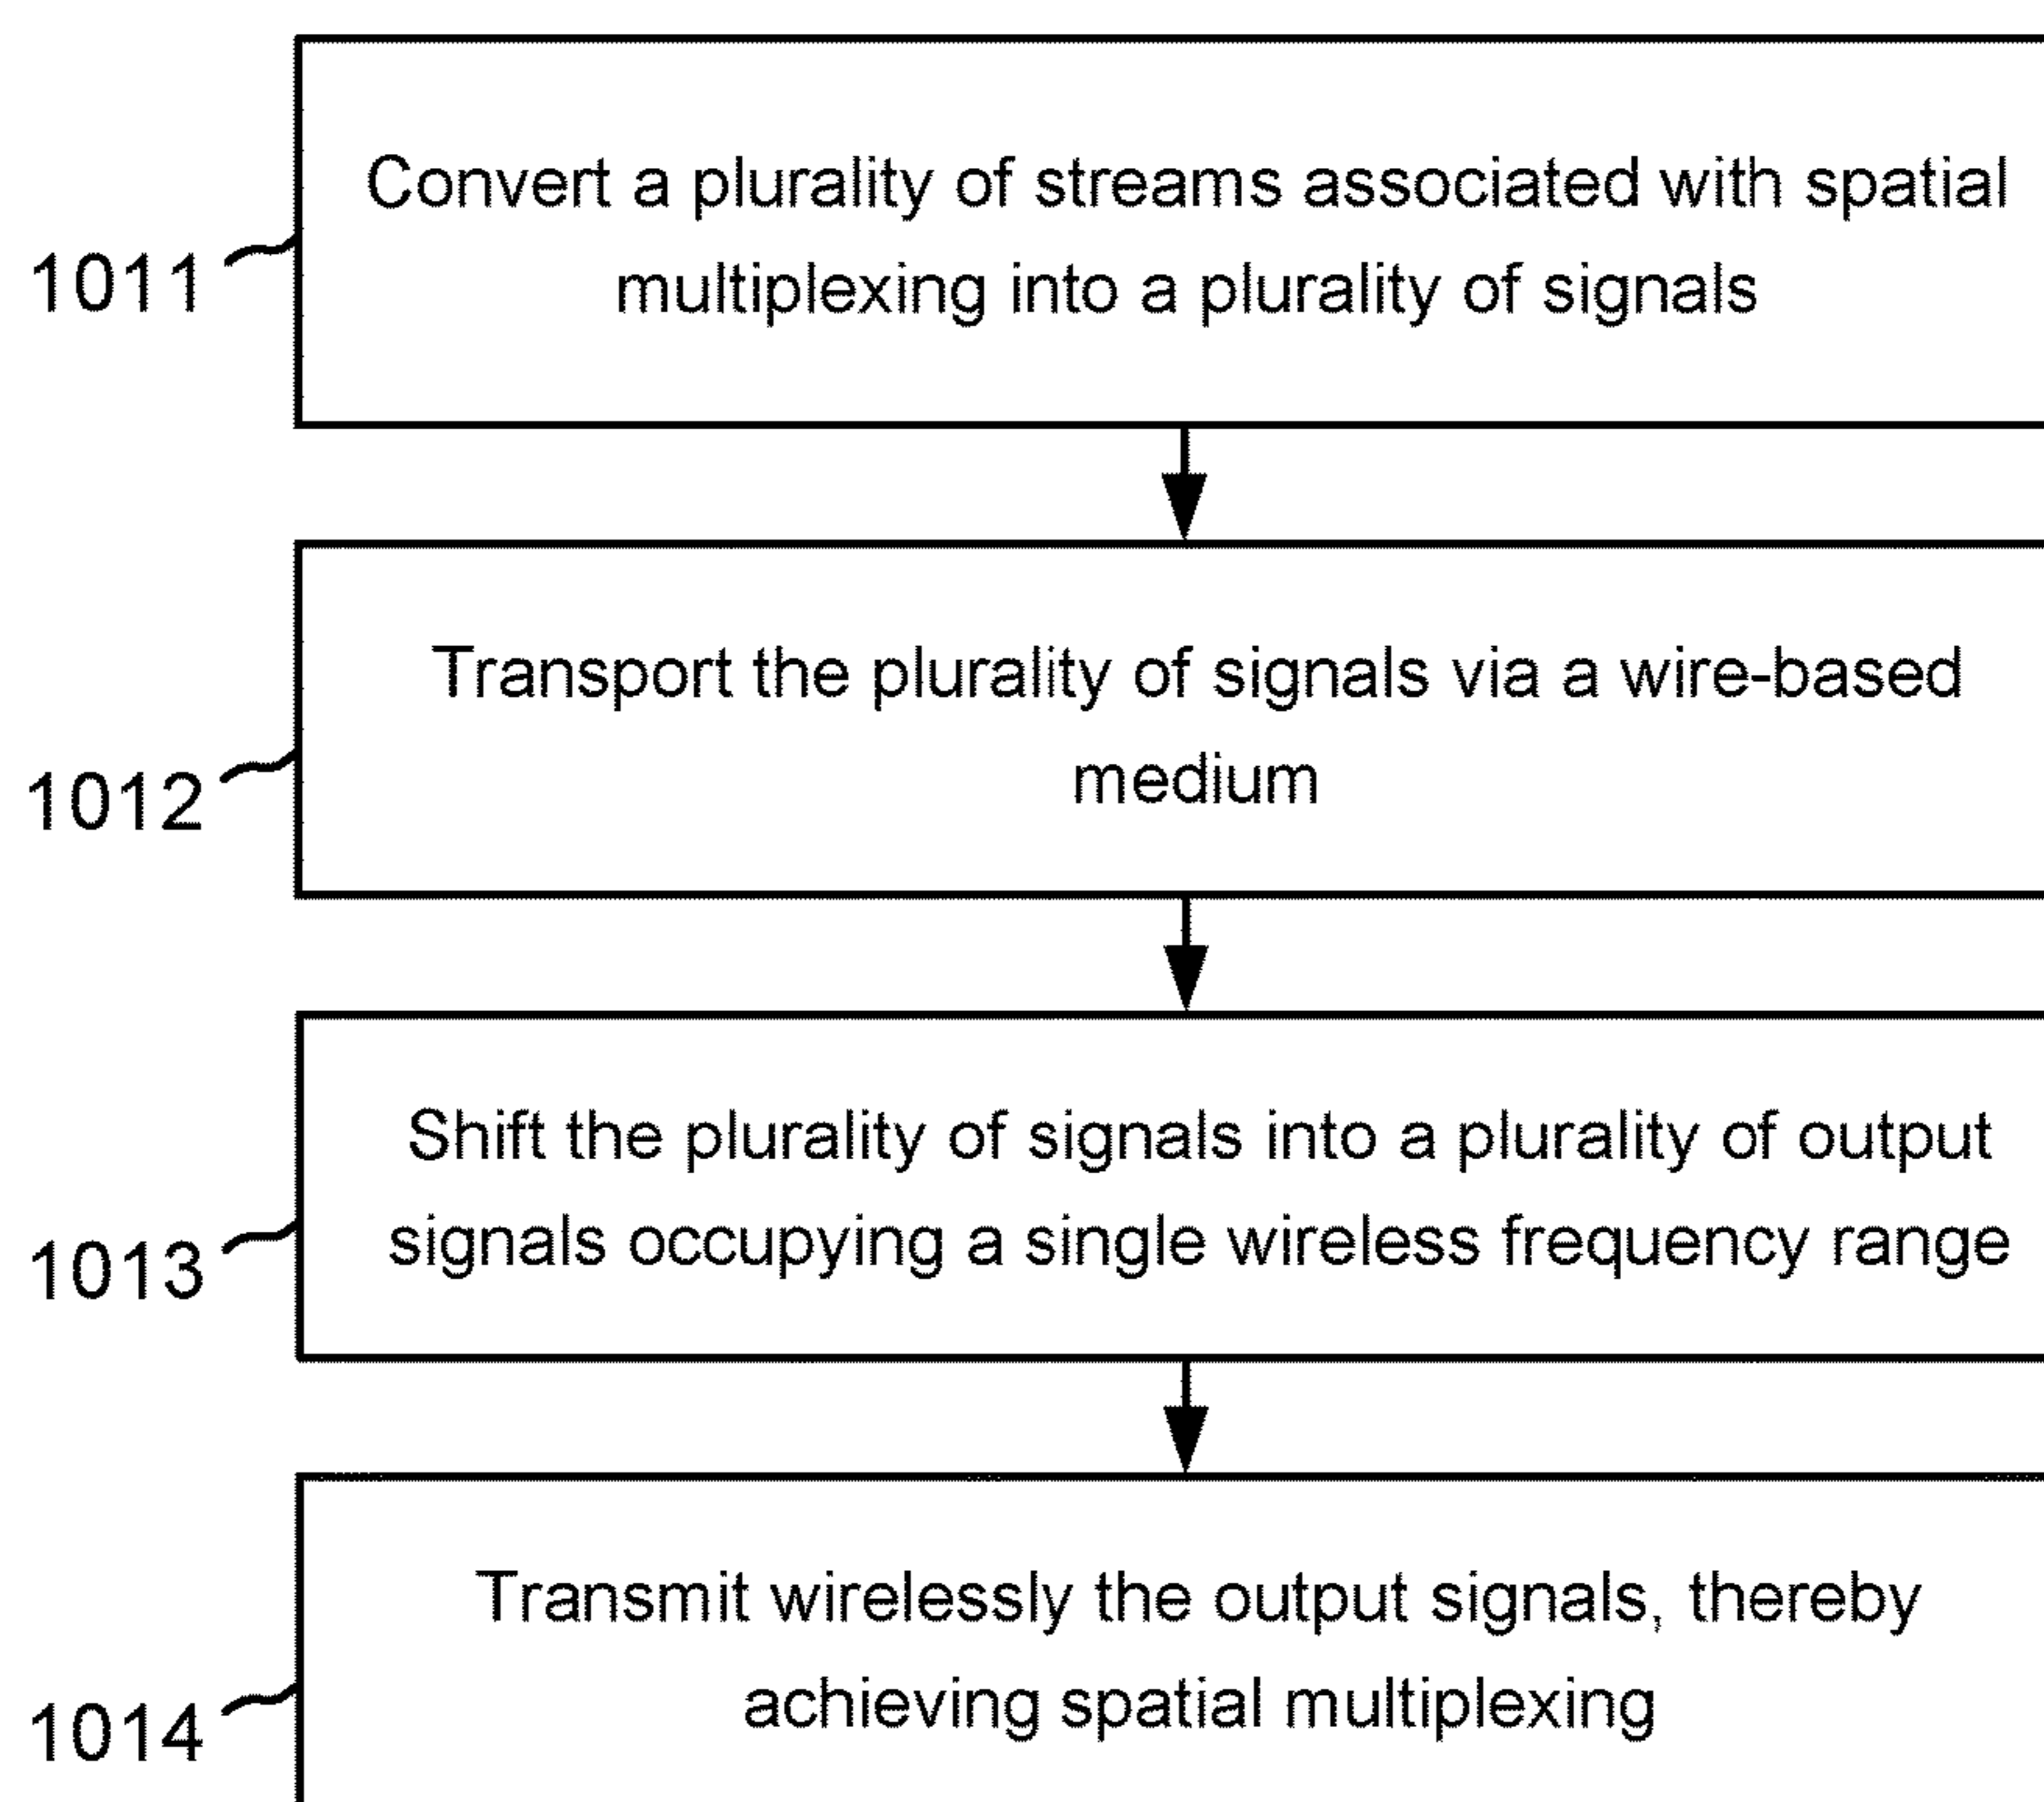 Convert a plurality of streams associated with spatial
multiplexing into a plurality of signals
1011
Transport the plurality of signals via a wire-based
medium
1012
Shift the plurality of signals into a plurality of output
signals occupying a single wireless frequency range
1013
Transmit wirelessly the output signals, thereby
achieving spatial multiplexing
1014